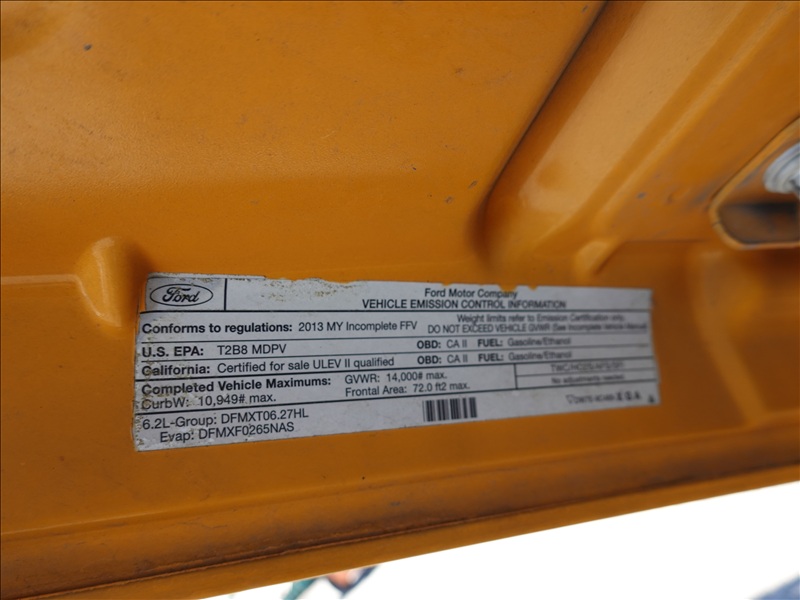 Ford
Ford Motor Company
VEHICLE EMISSION CONTROL INFORMATION
Conforms to regulations: 2013 MY Incomplete FFV
Weight limits refer to Emission Certification only.
DO NOT EXCEED VEHICLE GVWR (See Incomplete Vehicle Manual)
U.S. EPA: T2B8 MDPV
OBD: CA II FUEL: Gasoline/Ethanol
California: Certified for sale ULEV II qualified
OBD: CA II FUEL: Gasoline/Ethanol
Completed Vehicle Maximums:
CurbW: 10,949# max.
GVWR: 14,000# max.
Frontal Area: 72.0 ft2 max.
No adjustments needed.
6.2L-Group: DFMXT06.27HL
Evap: DFMXF0265NAS